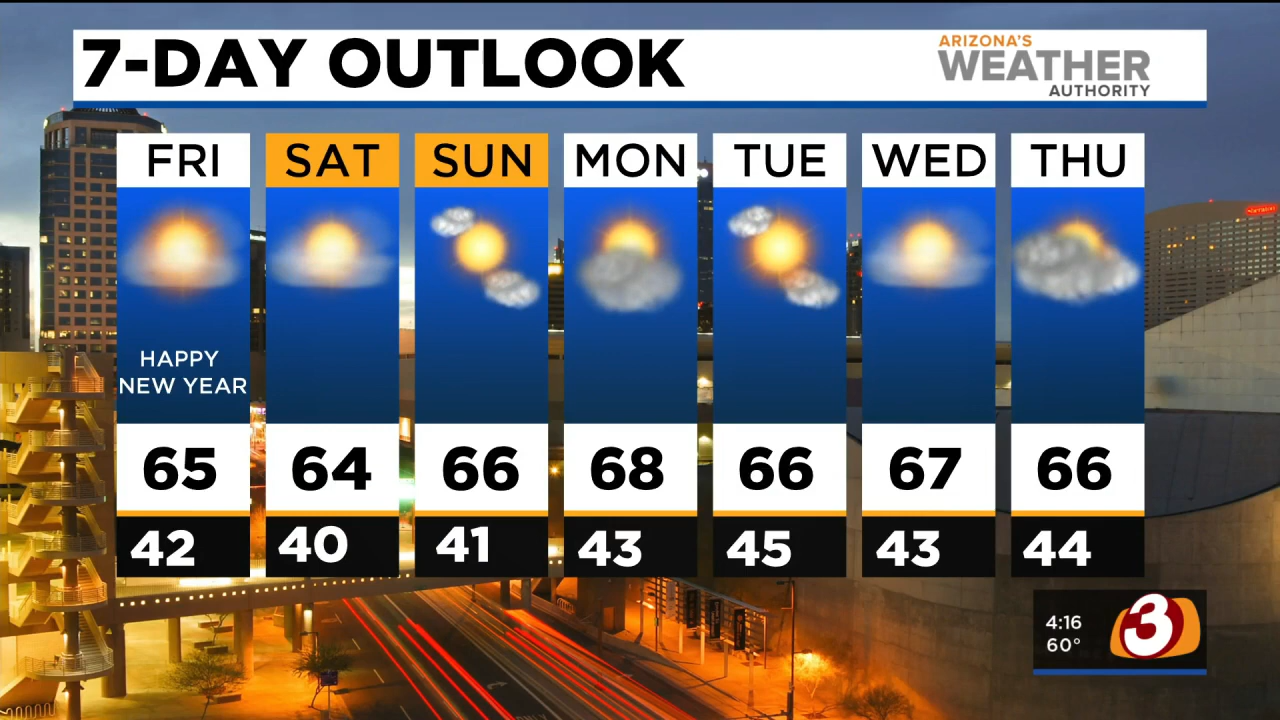 7-DAY OUTLOOK
ARIZONA'S
WEATHER
AUTHORITY
FRI SAT SUN MON TUE WED THU
HAPPY
NEW YEAR
65 64 66 68 66 67 66
42 40 41 43 45 43 44
4:16
60°
3